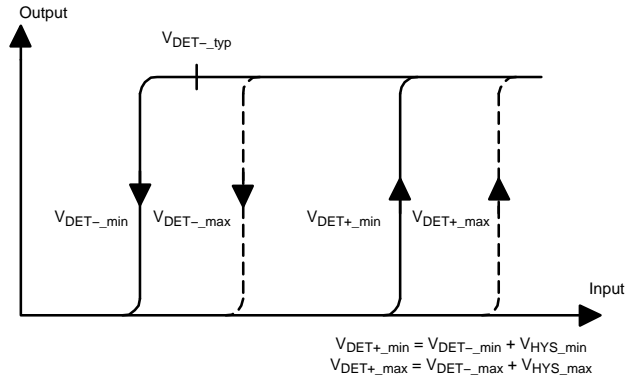 Output
VDET−_typ
VDET−_min
VDET−_max
VDET+_min
VDET+_max
Input
VDET+_min = VDET−_min + VHYS_min
VDET+_max = VDET−_max + VHYS_max